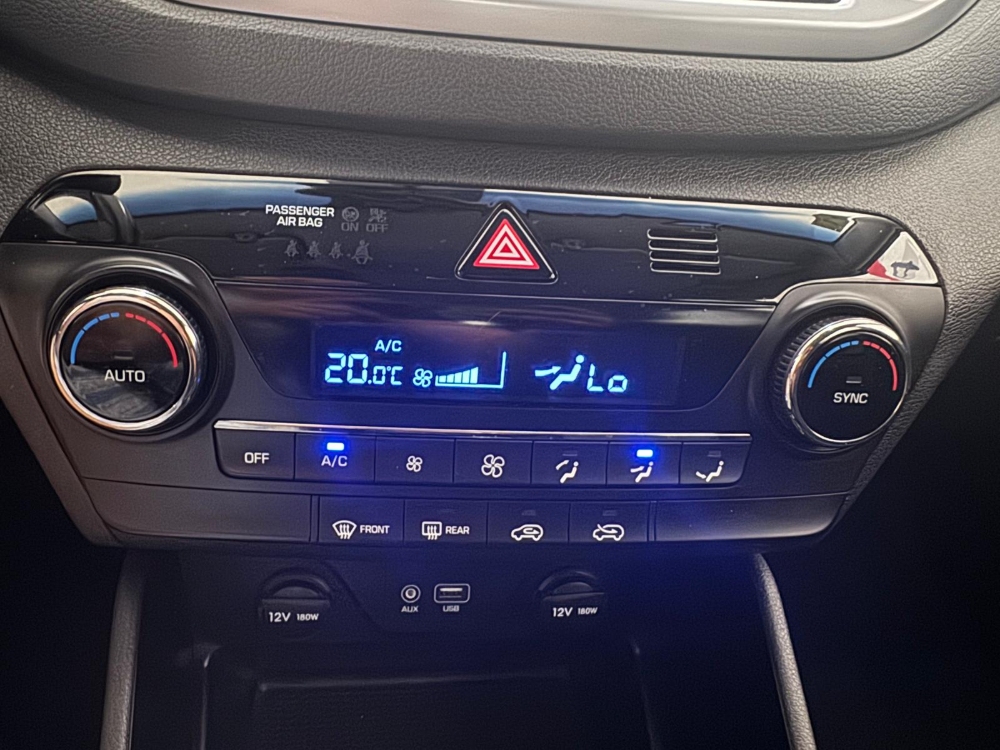 PASSENGER
AIR BAG
ON OFF
A/C
20.0°C
Lo
AUTO
SYNC
OFF
A/C
FRONT
REAR
12V 180W
AUX
USB
12V 180W